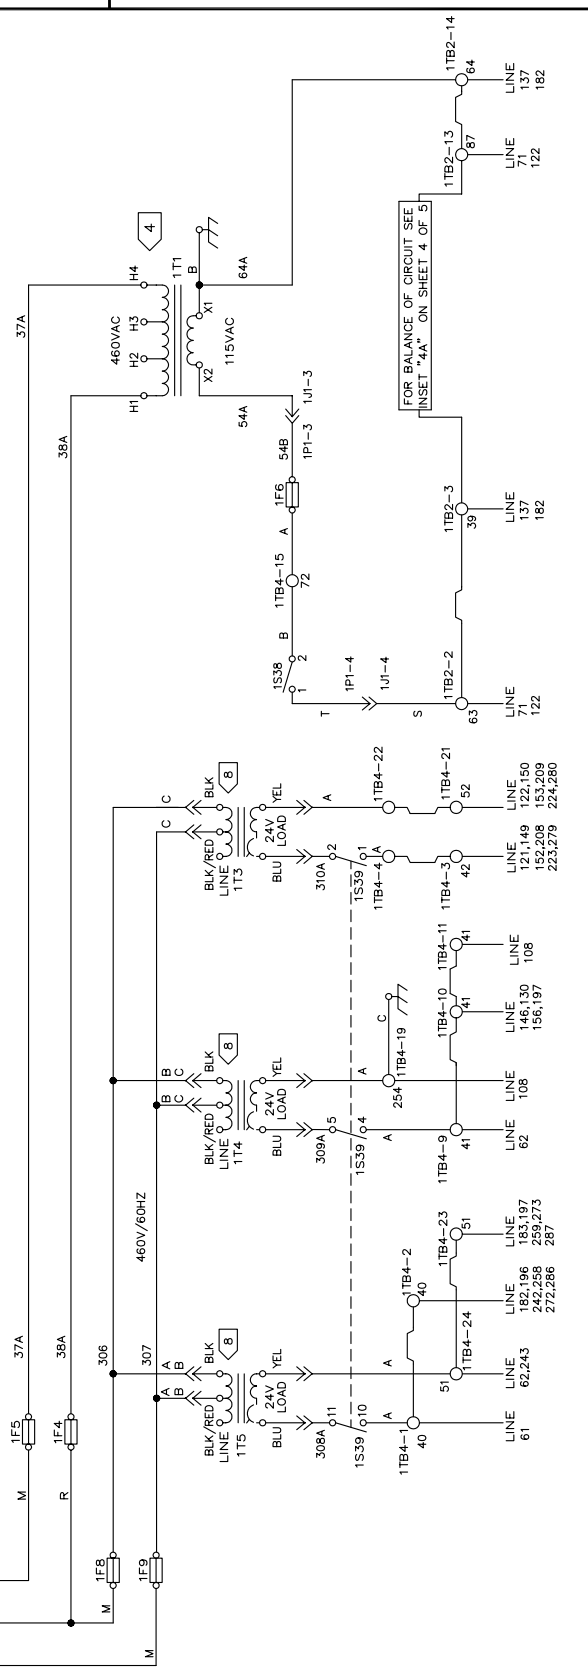 1TB2-14
64
LINE
137
182
1TB2-13
87
LINE
71
122
4
1T1
B
64A
H4
H3
H2
H1
460VAC
115VAC
X1
X2
37A
38A
54A
1J1-3
1P1-3
54B
1F6
A
1TB4-15
72
B
1S38
2
1
T
1P1-4
1J1-4
S
FOR BALANCE OF CIRCUIT SEE
INSET "4A" ON SHEET 4 OF 5
1TB2-3
39
LINE
137
182
1TB2-2
63
LINE
71
122
C
C
BLK
BLK/RED
LINE
1T3
8
YEL
24V
LOAD
BLU
A
310A
2
1
1S39
A
1TB4-22
1TB4-4
1TB4-21
52
1TB4-3
42
LINE
122,150
153,209
224,280
LINE
121,149
152,208
223,279
B
C
B
C
BLK
BLK/RED
LINE
1T4
8
YEL
24V
LOAD
BLU
A
309A
5
4
1S39
A
C
1TB4-19
254
1TB4-11
41
1TB4-10
41
1TB4-9
41
LINE
108
LINE
146,130
156,197
LINE
108
LINE
62
460V/60HZ
306
307
A
B
A
B
BLK
BLK/RED
LINE
1T5
8
YEL
24V
LOAD
BLU
A
308A
11
10
1S39
A
1TB4-23
51
1TB4-2
40
1TB4-24
51
1TB4-1
40
LINE
183,197
259,273
287
LINE
182,196
242,258
272,286
LINE
62,243
LINE
61
37A
38A
1F5
1F4
M
R
1F8
1F9
M
M